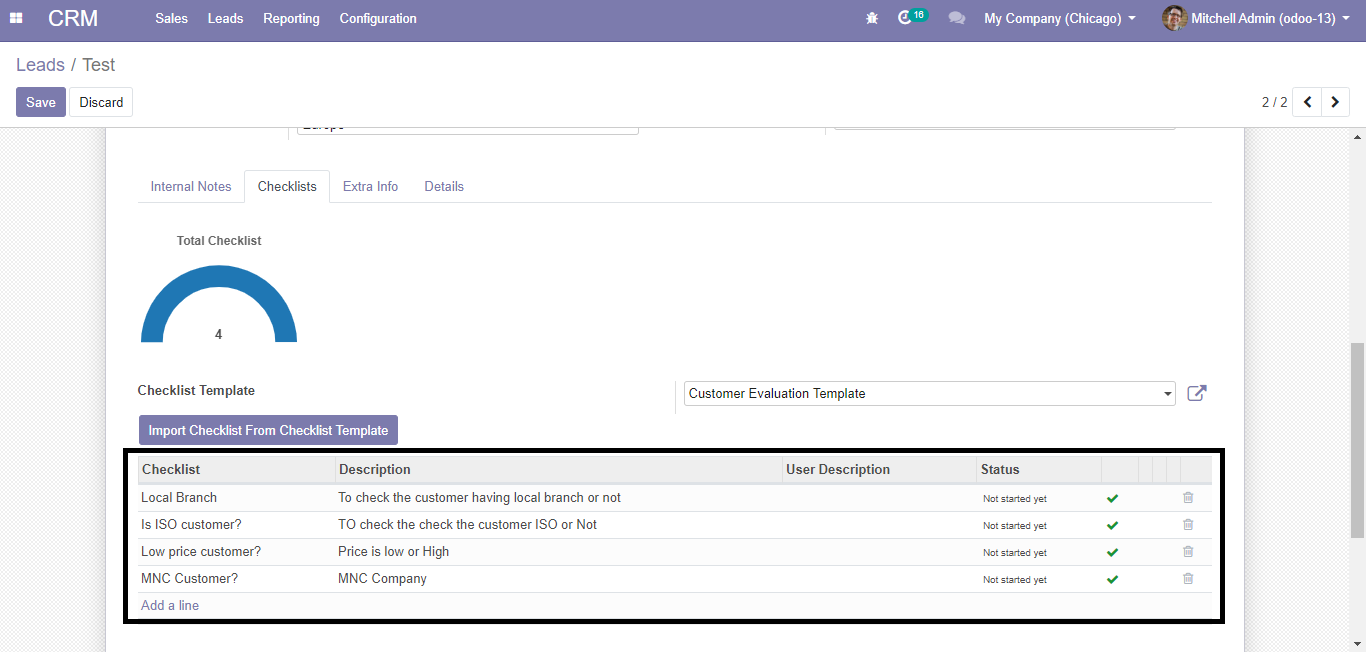 CRM Sales Leads Reporting Configuration 16 My Company (Chicago) Mitchell Admin (odoo-13)
Leads / Test
Save Discard 2 / 2
Europe
Internal Notes Checklists Extra Info Details
Total Checklist
4
Checklist Template Customer Evaluation Template
Import Checklist From Checklist Template
Checklist Description User Description Status
Local Branch To check the customer having local branch or not Not started yet
Is ISO customer? TO check the check the customer ISO or Not Not started yet
Low price customer? Price is low or High Not started yet
MNC Customer? MNC Company Not started yet
Add a line